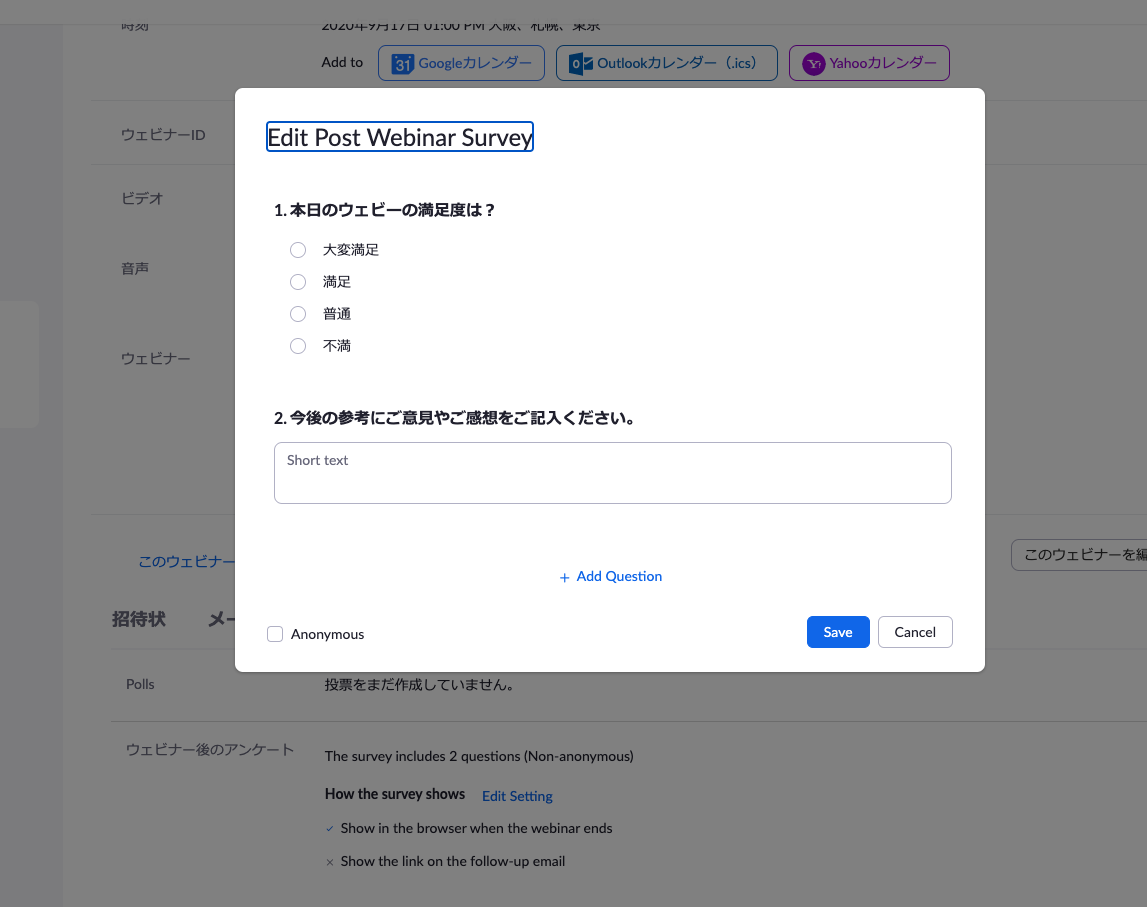 時刻
2020年9月17日 01:00 PM 大阪、札幌、東京
Add to
31 Googleカレンダー
Outlookカレンダー（.ics）
Yahooカレンダー
ウェビナーID
Edit Post Webinar Survey
ビデオ
1. 本日のウェビーの満足度は？
大変満足
音声
満足
普通
不満
ウェビナー
2. 今後の参考にご意見やご感想をご記入ください。
Short text
このウェビナー
このウェビナーを編
+ Add Question
招待状
メー
Anonymous
Save
Cancel
Polls
投票をまだ作成していません。
ウェビナー後のアンケート
The survey includes 2 questions (Non-anonymous)
How the survey shows
Edit Setting
Show in the browser when the webinar ends
Show the link on the follow-up email